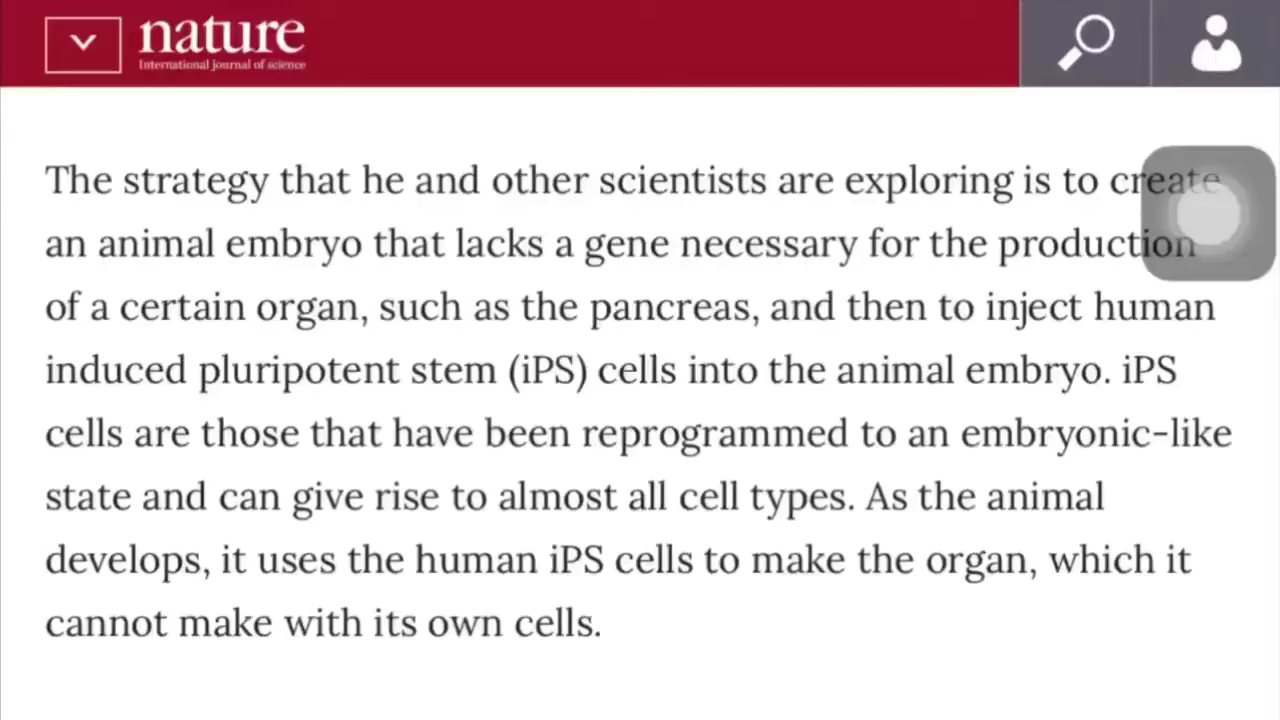 nature
International journal of science
The strategy that he and other scientists are exploring is to create
an animal embryo that lacks a gene necessary for the production
of a certain organ, such as the pancreas, and then to inject human
induced pluripotent stem (iPS) cells into the animal embryo. iPS
cells are those that have been reprogrammed to an embryonic-like
state and can give rise to almost all cell types. As the animal
develops, it uses the human iPS cells to make the organ, which it
cannot make with its own cells.